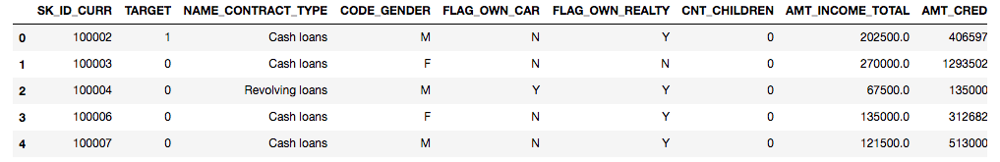 SK_ID_CURR TARGET NAME_CONTRACT_TYPE CODE_GENDER FLAG_OWN_CAR FLAG_OWN_REALTY CNT_CHILDREN AMT_INCOME_TOTAL AMT_CRED
0 100002 1 Cash loans M N Y 0 202500.0 406597
1 100003 0 Cash loans F N N 0 270000.0 1293502
2 100004 0 Revolving loans M Y Y 0 67500.0 135000
3 100006 0 Cash loans F N Y 0 135000.0 312682
4 100007 0 Cash loans M N Y 0 121500.0 513000